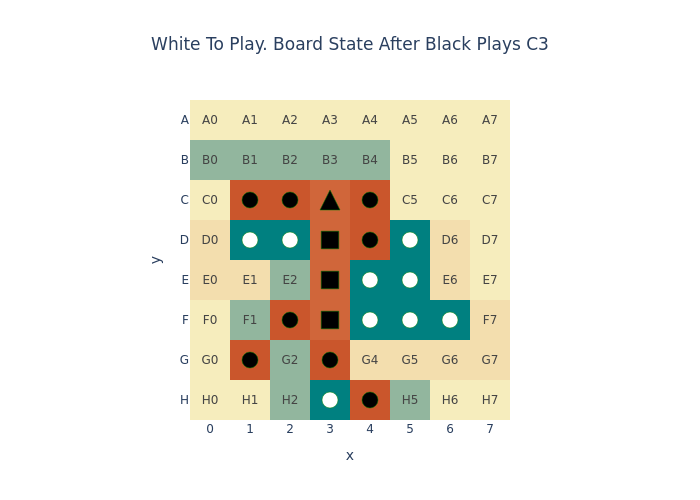 White To Play. Board State After Black Plays C3
A A0 A1 A2 A3 A4 A5 A6 A7
B B0 B1 B2 B3 B4 B5 B6 B7
C C0 C5 C6 C7
D D0 D6 D7
E E0 E1 E2 E6 E7
F F0 F1 F7
G G0 G2 G4 G5 G6 G7
H H0 H1 H2 H5 H6 H7
0 1 2 3 4 5 6 7
x
y